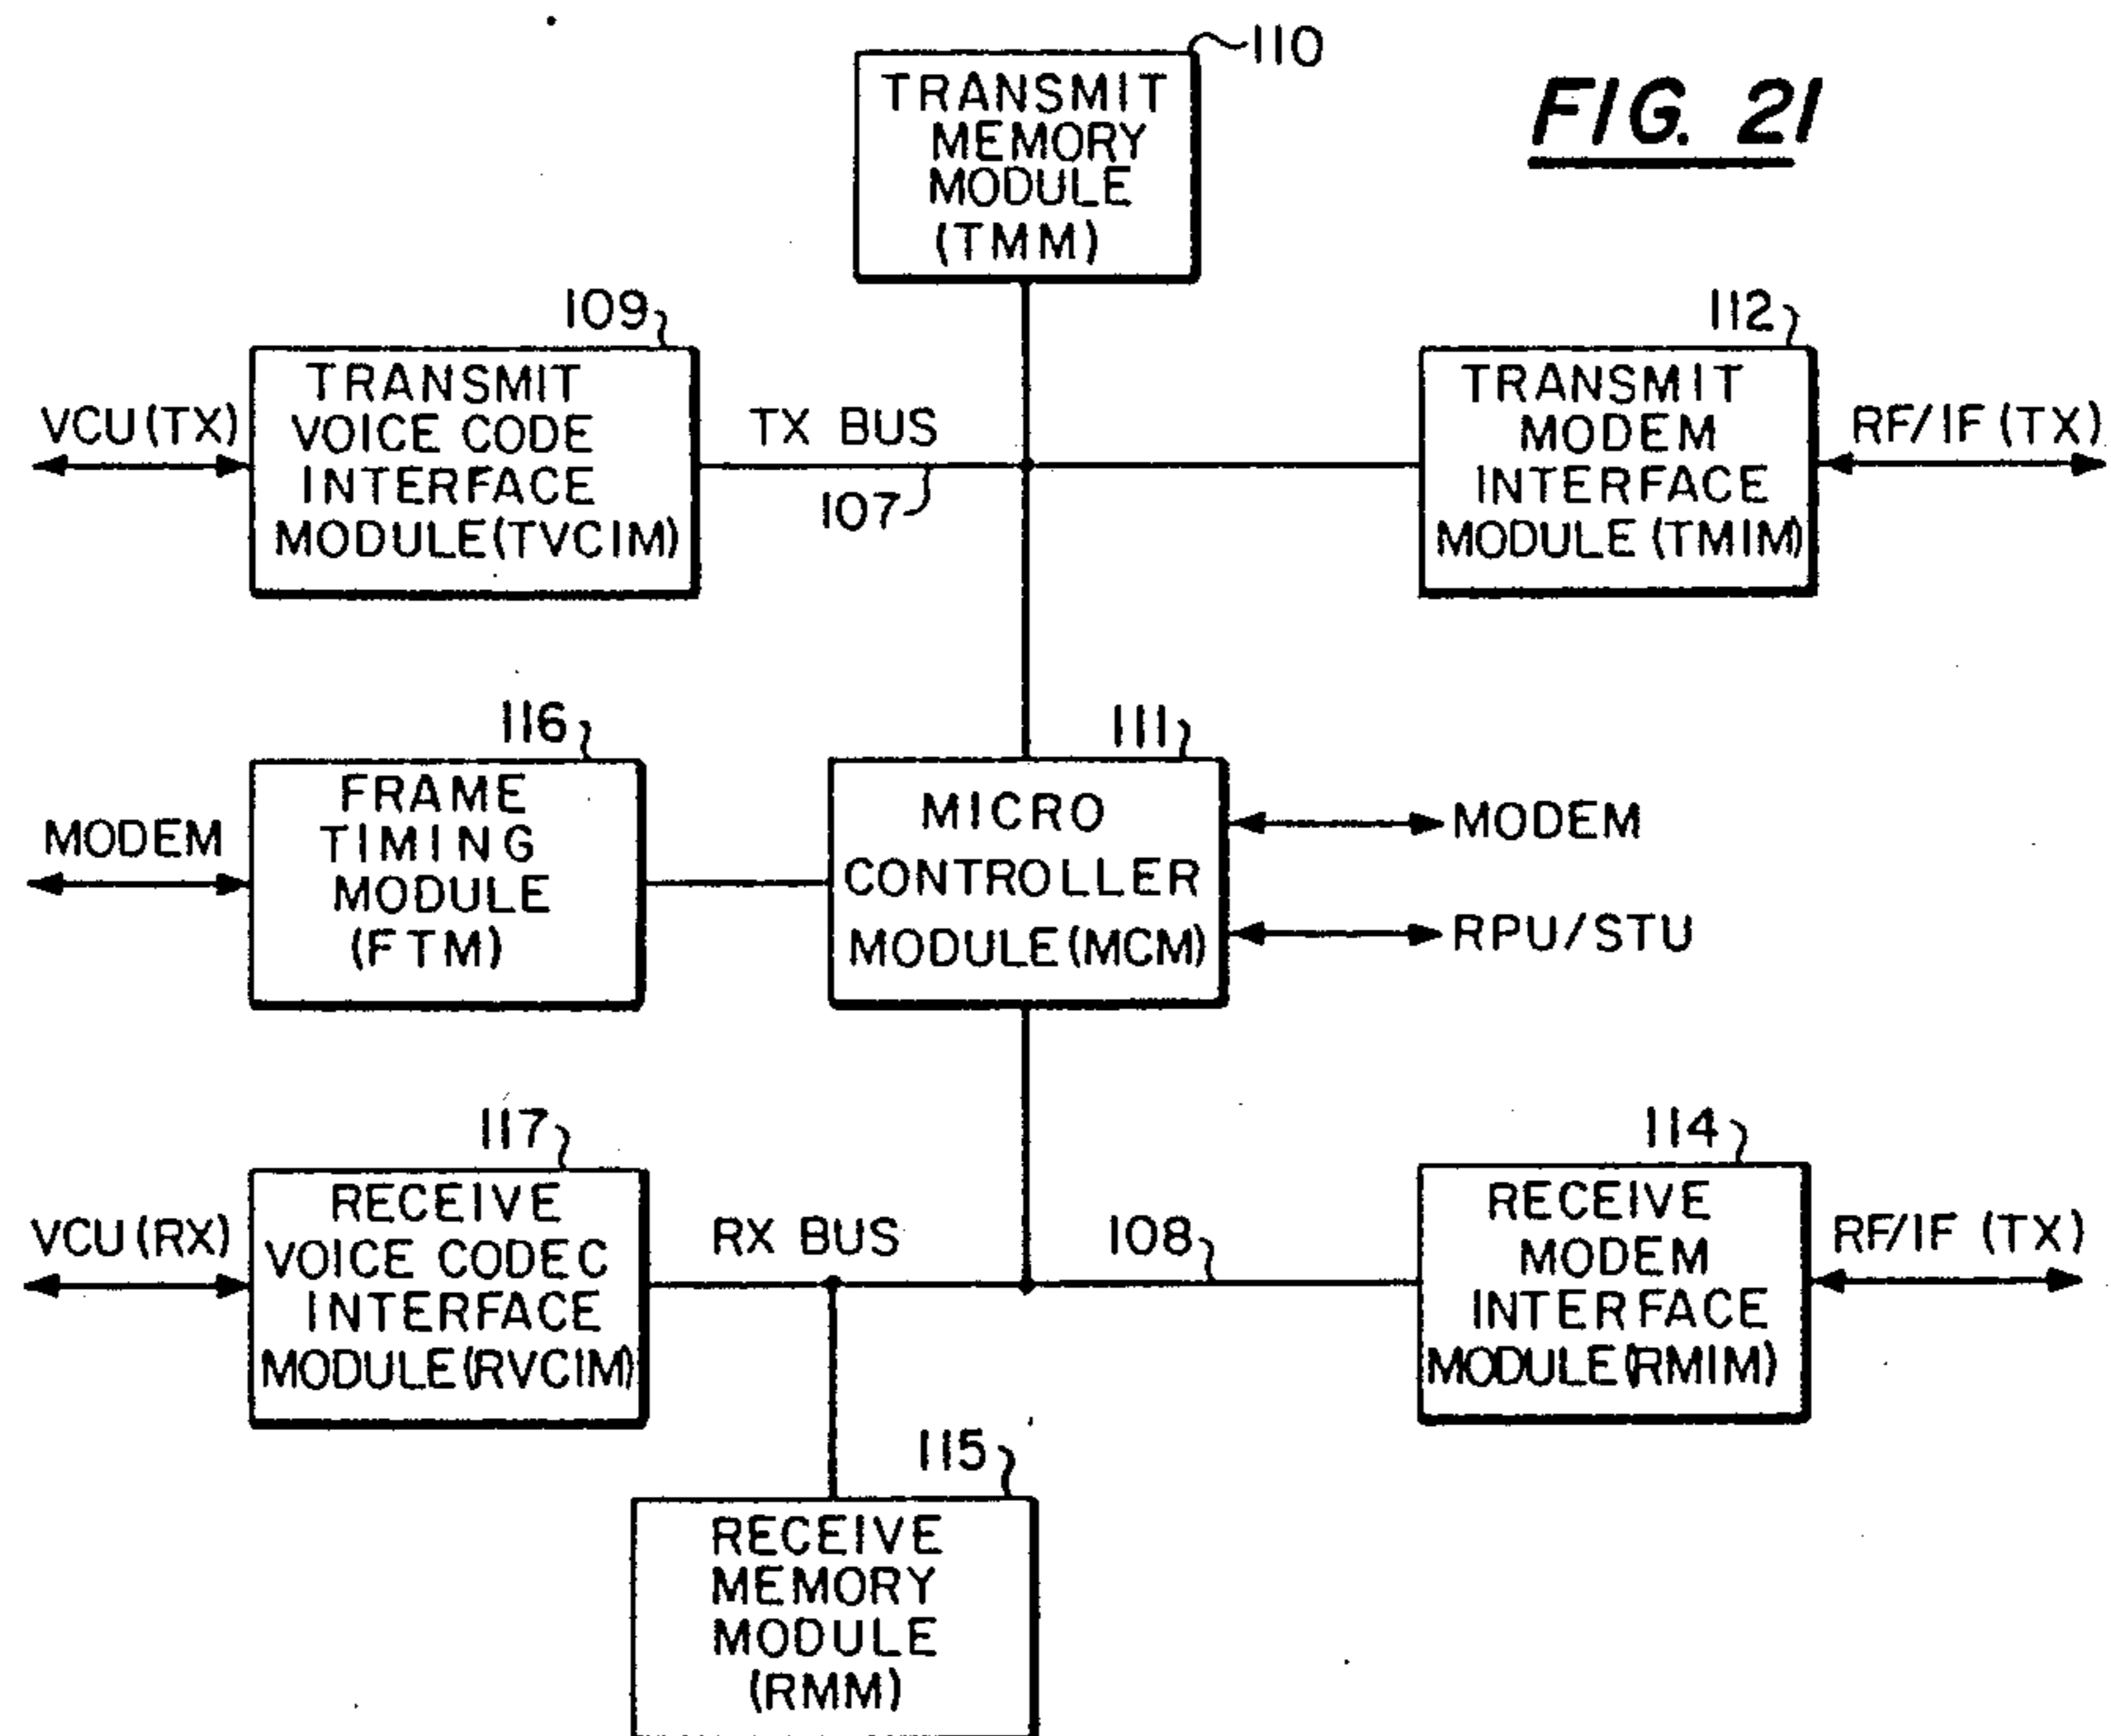 110
FIG. 21
TRANSMIT
MEMORY
MODULE
(TMM)
109
112
VCU(TX)
TRANSMIT
VOICE CODE
INTERFACE
MODULE(TVCIM)
TX BUS
107
TRANSMIT
MODEM
INTERFACE
MODULE (TMIM)
RF/IF (TX)
116
111
MODEM
FRAME
TIMING
MODULE
(FTM)
MICRO
CONTROLLER
MODULE(MCM)
MODEM
RPU/STU
117
114
VCU(RX)
RECEIVE
VOICE CODEC
INTERFACE
MODULE(RVCIM)
RX BUS
108
RECEIVE
MODEM
INTERFACE
MODULE(RMIM)
RF/IF (TX)
115
RECEIVE
MEMORY
MODULE
(RMM)